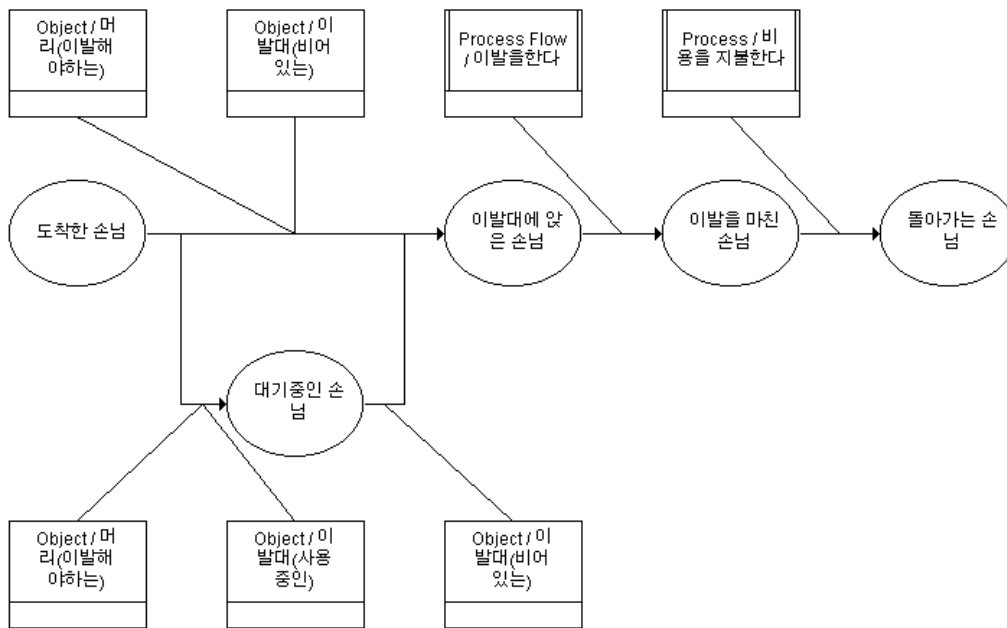 Object / 머
리(이발해
야하는)
Object / 이
발대(비어
있는)
Process Flow
/ 이발을한다
Process / 비
용을 지불한다
도착한 손님
이발대에 앉
은 손님
이발을 마친
손님
돌아가는 손
님
대기중인 손
님
Object / 머
리(이발해
야하는)
Object / 이
발대(사용
중인)
Object / 이
발대(비어
있는)